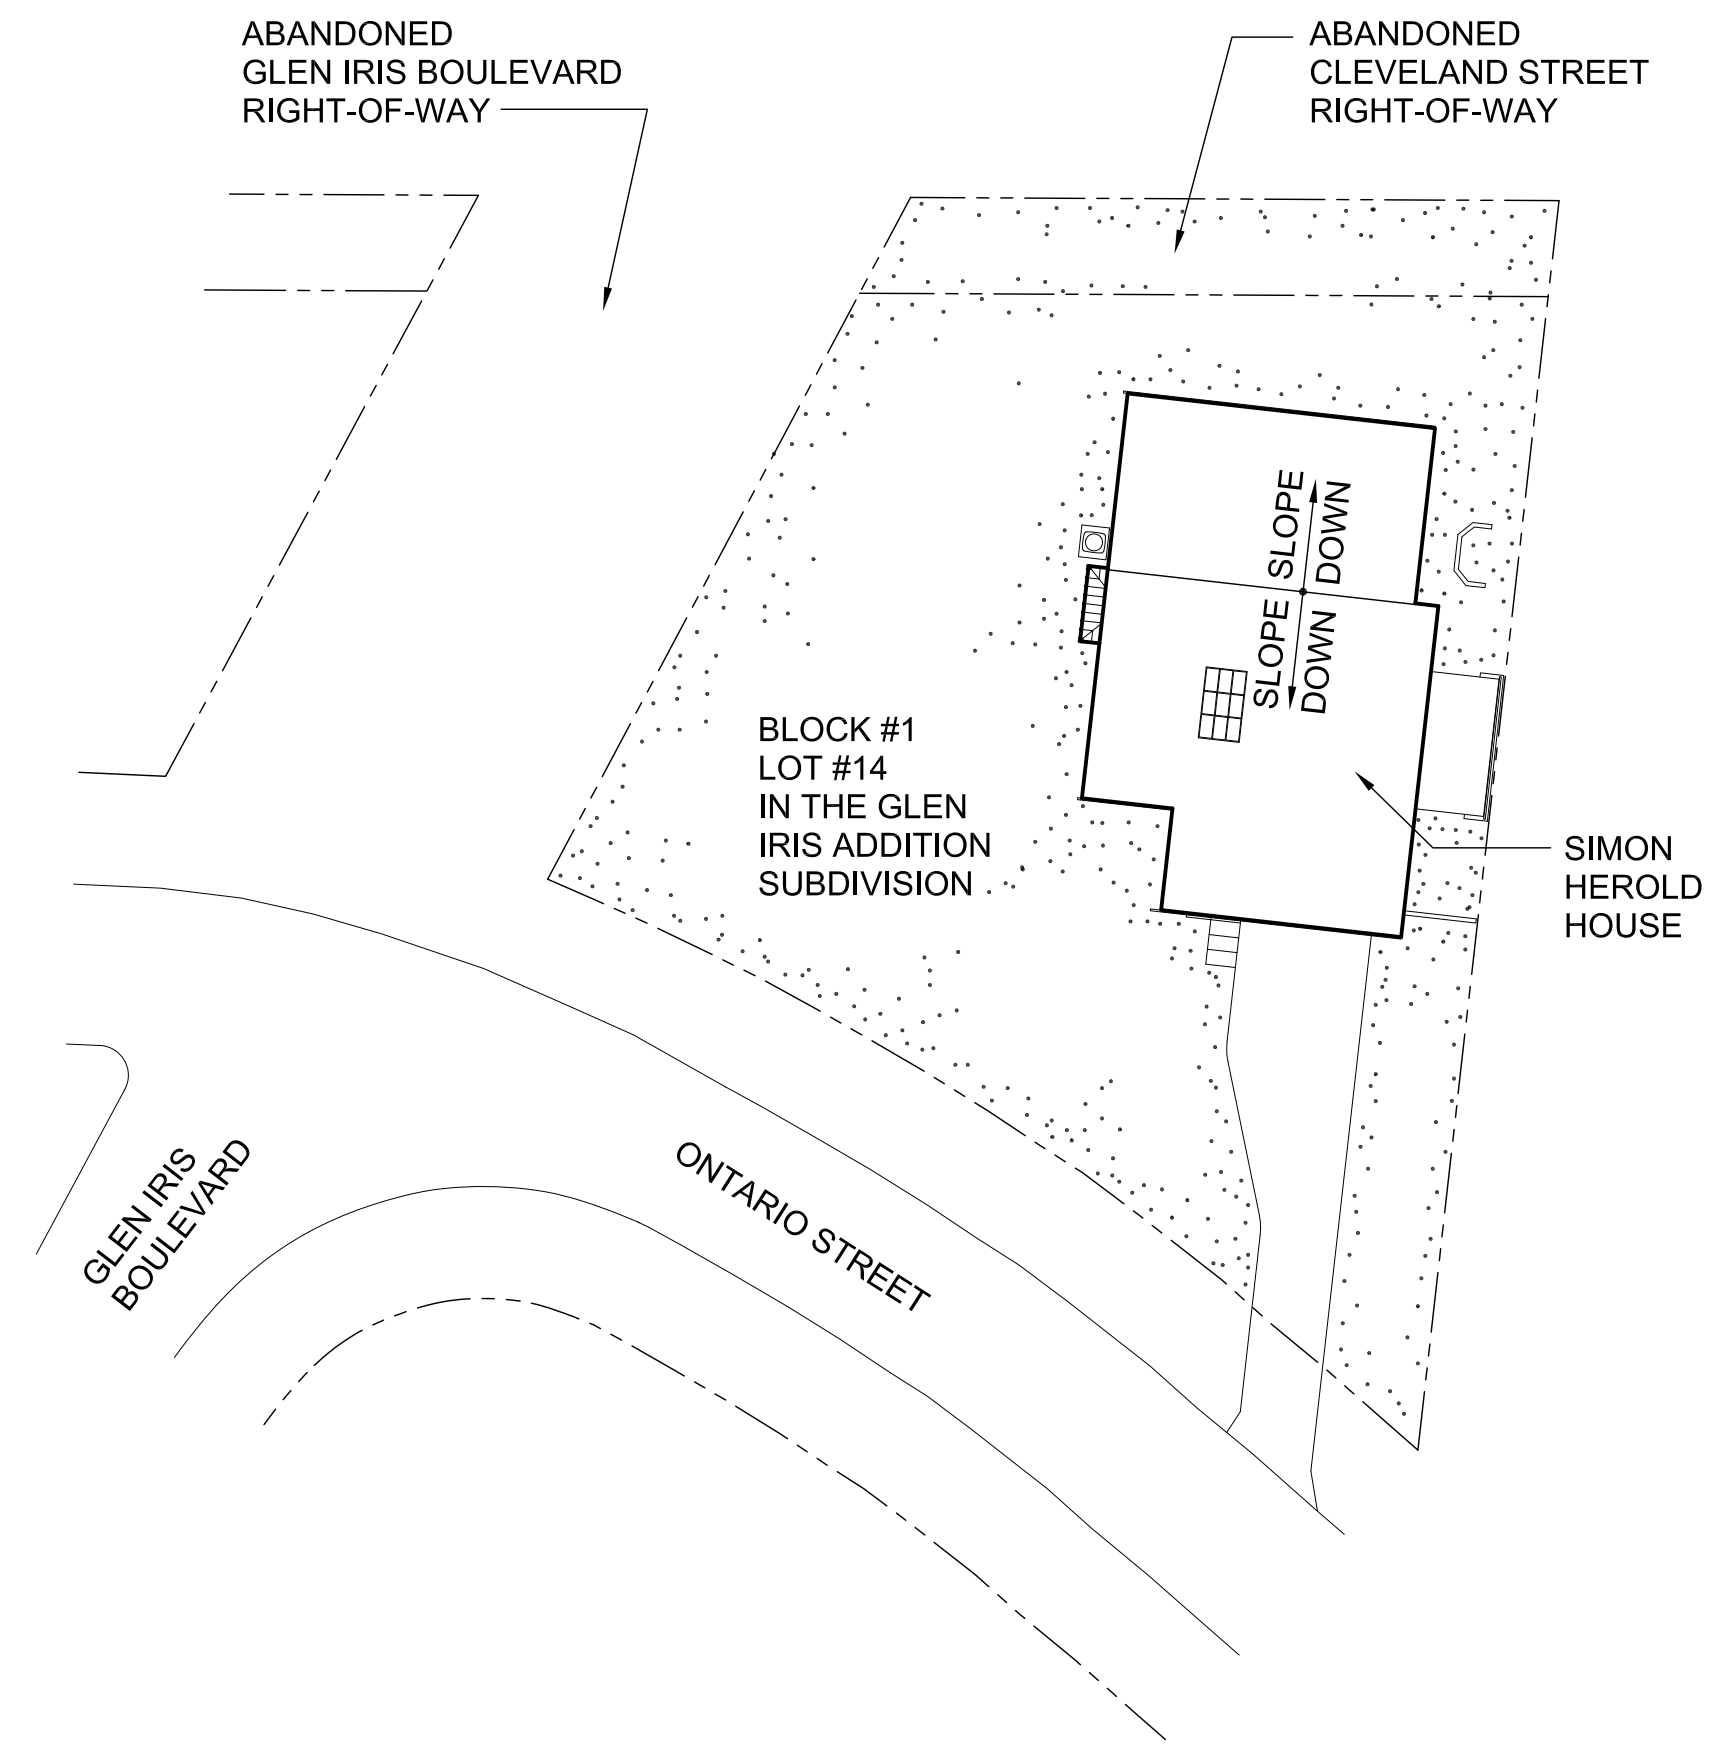 ABANDONED
GLEN IRIS BOULEVARD
RIGHT-OF-WAY
ABANDONED
CLEVELAND STREET
RIGHT-OF-WAY
SLOPE
DOWN
SLOPE
DOWN
BLOCK #1
LOT #14
IN THE GLEN
IRIS ADDITION
SUBDIVISION
SIMON
HEROLD
HOUSE
GLEN IRIS
BOULEVARD
ONTARIO STREET